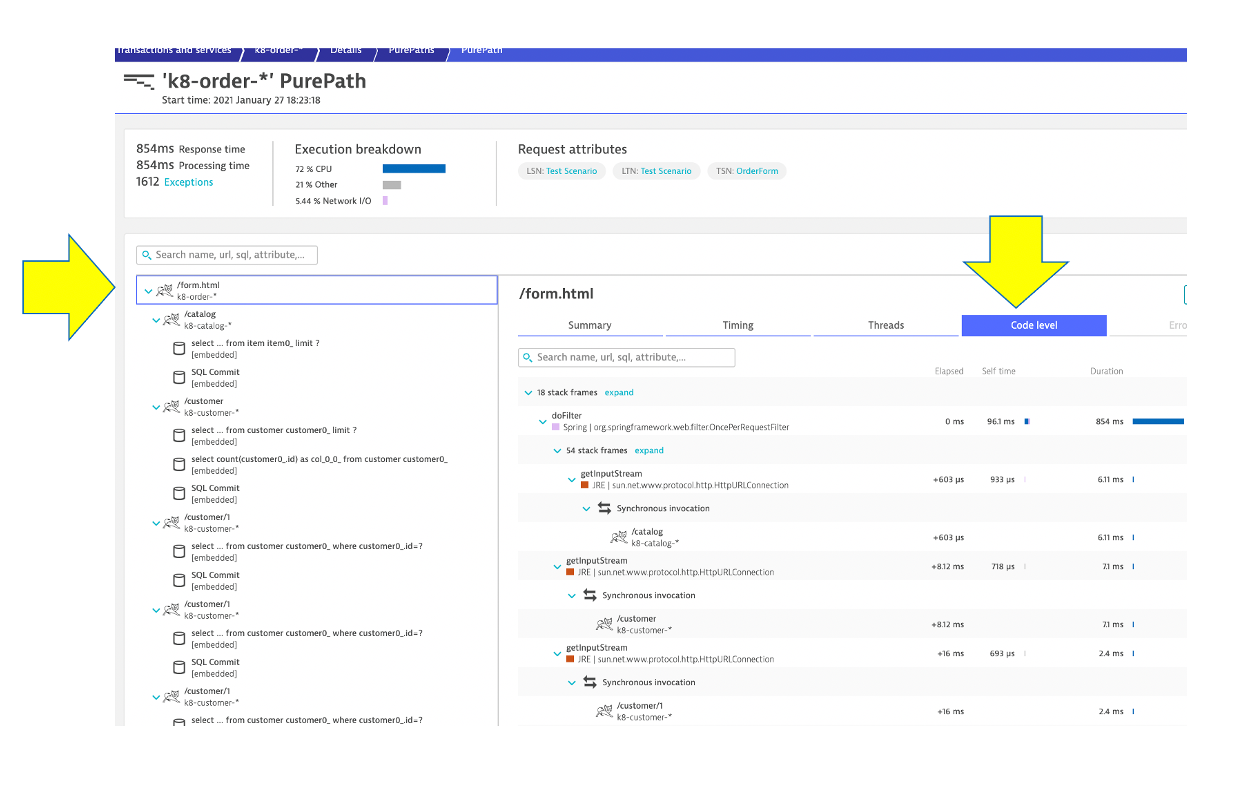 Transactions and services
k8-order-*
Details
PurePaths
PurePath
'k8-order-*' PurePath
Start time: 2021 January 27 18:23:18
854ms Response time
854ms Processing time
1612 Exceptions
Execution breakdown
72 % CPU
21 % Other
5.44 % Network I/O
Request attributes
LSN: Test Scenario
LTN: Test Scenario
TSN: OrderForm
Search name, url, sql, attribute,...
/form.html
k8-order-*
/catalog
k8-catalog-*
select ... from item item0_ limit ?
[embedded]
SQL Commit
[embedded]
/customer
k8-customer-*
select ... from customer customer0_ limit ?
[embedded]
select count(customer0_.id) as col_0_0_ from customer customer0_
[embedded]
SQL Commit
[embedded]
/customer/1
k8-customer-*
select ... from customer customer0_ where customer0_.id=?
[embedded]
SQL Commit
[embedded]
/customer/1
k8-customer-*
select ... from customer customer0_ where customer0_.id=?
[embedded]
SQL Commit
[embedded]
/customer/1
k8-customer-*
select ... from customer customer0_ where customer0_.id=?
/form.html
Summary Timing Threads Code level Erro
Search name, url, sql, attribute,...
Elapsed Self time Duration
18 stack frames expand
doFilter
Spring | org.springframework.web.filter.OncePerRequestFilter
0 ms 96.1 ms 854 ms
54 stack frames expand
getInputStream
JRE | sun.net.www.protocol.http.HttpURLConnection
+603 µs 933 µs 6.11 ms
Synchronous invocation
/catalog
k8-catalog-*
+603 µs 6.11 ms
getInputStream
JRE | sun.net.www.protocol.http.HttpURLConnection
+8.12 ms 718 µs 7.1 ms
Synchronous invocation
/customer
k8-customer-*
+8.12 ms 7.1 ms
getInputStream
JRE | sun.net.www.protocol.http.HttpURLConnection
+16 ms 693 µs 2.4 ms
Synchronous invocation
/customer/1
k8-customer-*
+16 ms 2.4 ms